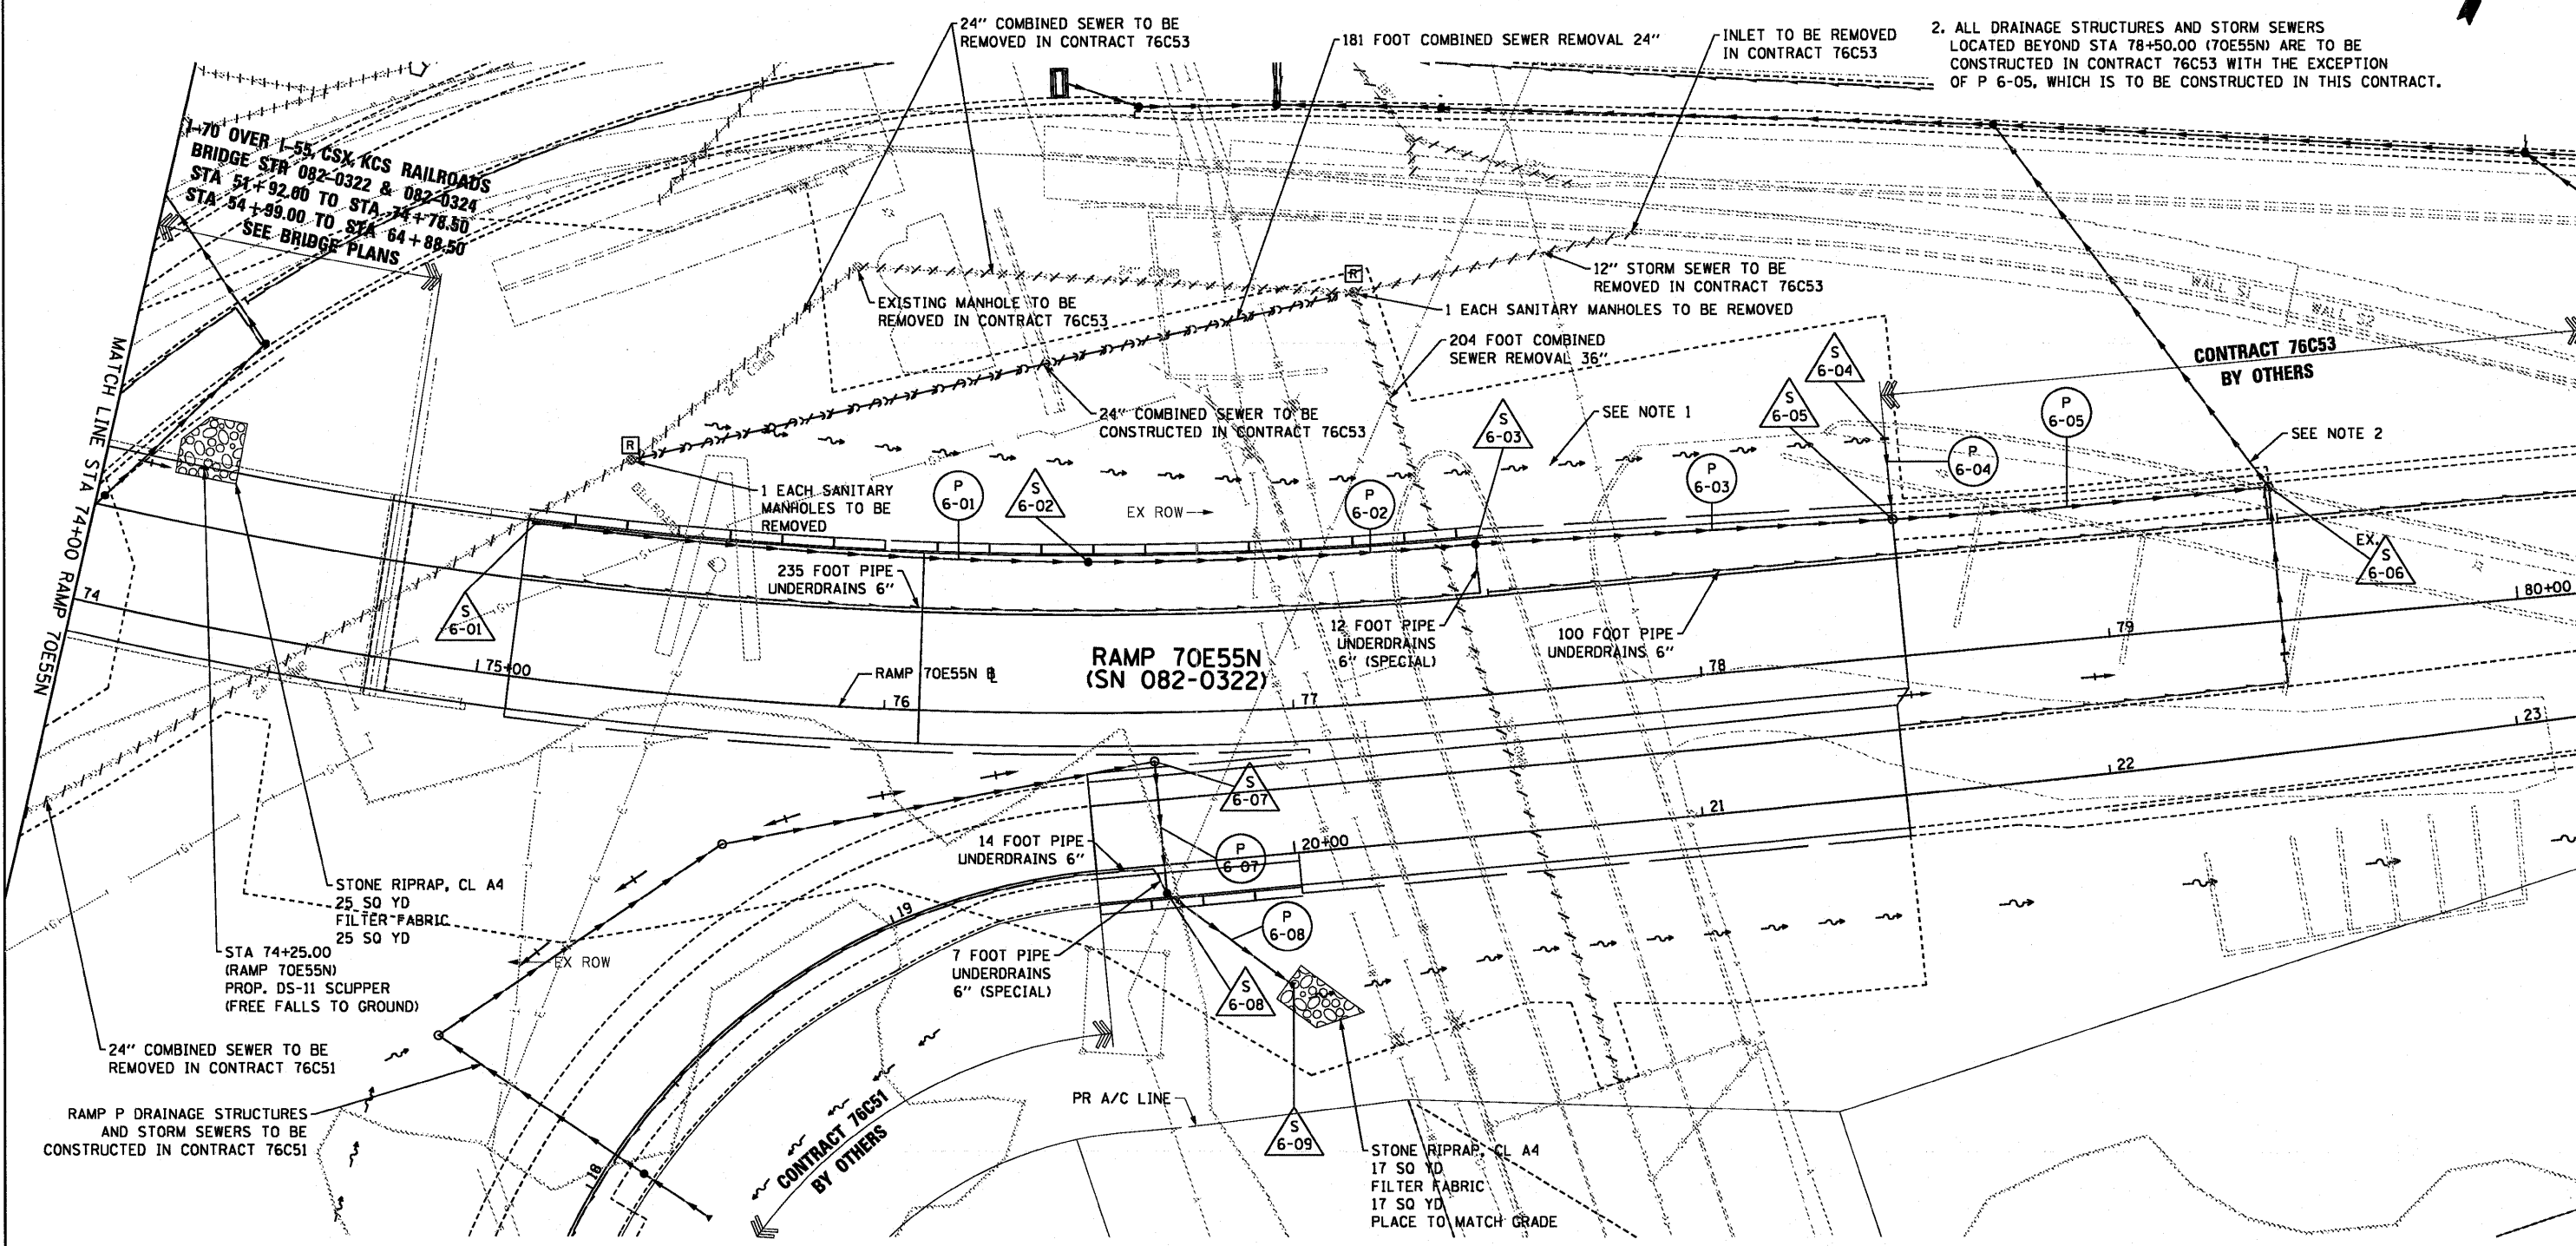 24" COMBINED SEWER TO BE
REMOVED IN CONTRACT 76C53
181 FOOT COMBINED SEWER REMOVAL 24"
INLET TO BE REMOVED
IN CONTRACT 76C53
2. ALL DRAINAGE STRUCTURES AND STORM SEWERS
LOCATED BEYOND STA 78+50.00 (70E55N) ARE TO BE
CONSTRUCTED IN CONTRACT 76C53 WITH THE EXCEPTION
OF P 6-05, WHICH IS TO BE CONSTRUCTED IN THIS CONTRACT.
I-70 OVER I-55, CSX, KCS RAILROADS
BRIDGE STR 082-0322 & 082-0324
STA 51+92.00 TO STA 74+78.50
STA 54+99.00 TO STA 64+88.50
SEE BRIDGE PLANS
EXISTING MANHOLE TO BE
REMOVED IN CONTRACT 76C53
R
12" STORM SEWER TO BE
REMOVED IN CONTRACT 76C53
1 EACH SANITARY MANHOLES TO BE REMOVED
204 FOOT COMBINED
SEWER REMOVAL 36"
WALL 51
WALL 52
CONTRACT 76C53
BY OTHERS
MATCH LINE STA 74+00 RAMP 70E55N
24" COMBINED SEWER TO BE
CONSTRUCTED IN CONTRACT 76C53
SEE NOTE 1
S
6-04
S
6-05
S
6-03
P
6-05
P
6-04
SEE NOTE 2
R
1 EACH SANITARY
MANHOLES TO BE
REMOVED
P
6-01
S
6-02
EX ROW
P
6-02
P
6-03
EX.
S
6-06
235 FOOT PIPE
UNDERDRAINS 6"
S
6-01
12 FOOT PIPE
UNDERDRAINS
6" (SPECIAL)
100 FOOT PIPE
UNDERDRAINS 6"
74
75+00
76
77
78
79
80+00
RAMP 70E55N B̵L
RAMP 70E55N
(SN 082-0322)
S
6-07
14 FOOT PIPE
UNDERDRAINS 6"
P
6-07
20+00
21
22
23
19
18
STONE RIPRAP, CL A4
25 SQ YD
FILTER FABRIC
25 SQ YD
STA 74+25.00
(RAMP 70E55N)
PROP. DS-11 SCUPPER
(FREE FALLS TO GROUND)
EX ROW
7 FOOT PIPE
UNDERDRAINS
6" (SPECIAL)
P
6-08
S
6-08
24" COMBINED SEWER TO BE
REMOVED IN CONTRACT 76C51
RAMP P DRAINAGE STRUCTURES
AND STORM SEWERS TO BE
CONSTRUCTED IN CONTRACT 76C51
CONTRACT 76C51
BY OTHERS
PR A/C LINE
S
6-09
STONE RIPRAP, CL A4
17 SQ YD
FILTER FABRIC
17 SQ YD
PLACE TO MATCH GRADE